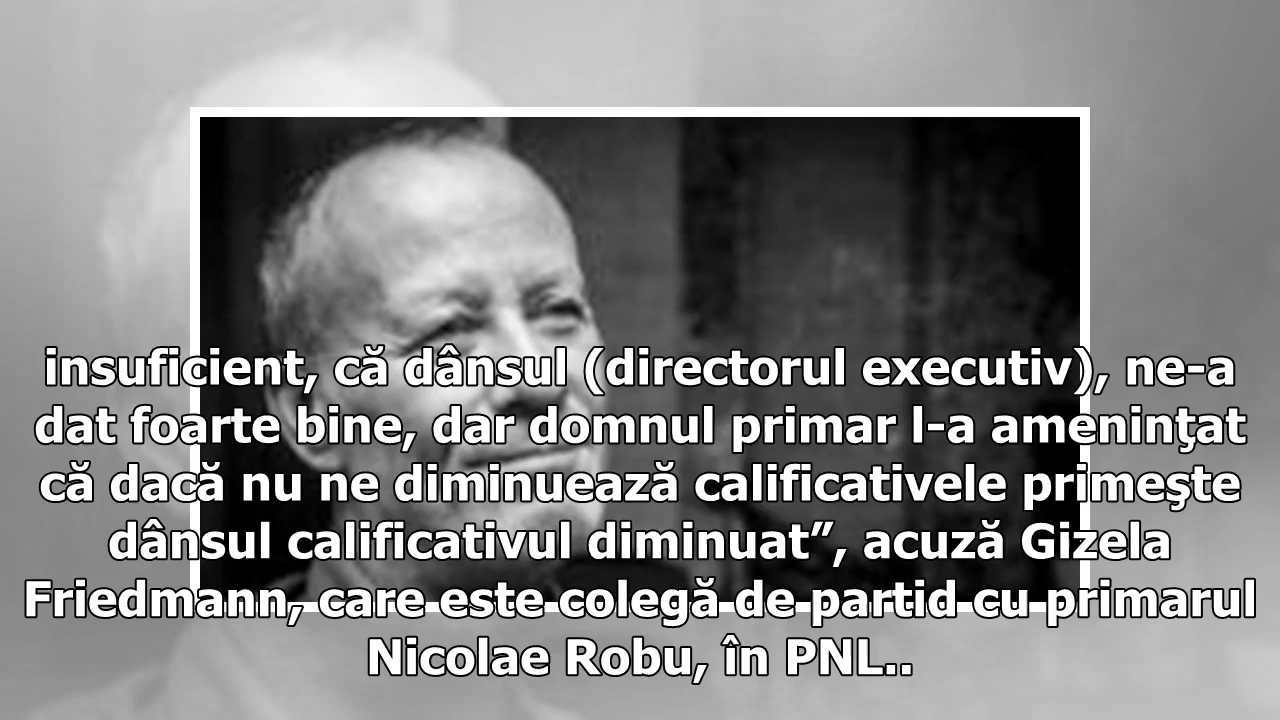 insuficient, că dânsul (directorul executiv), ne-a
dat foarte bine, dar domnul primar l-a ameninţat
că dacă nu ne diminuează calificativele primeşte
dânsul calificativul diminuat”, acuză Gizela
Friedmann, care este colegă de partid cu primarul
Nicolae Robu, în PNL..